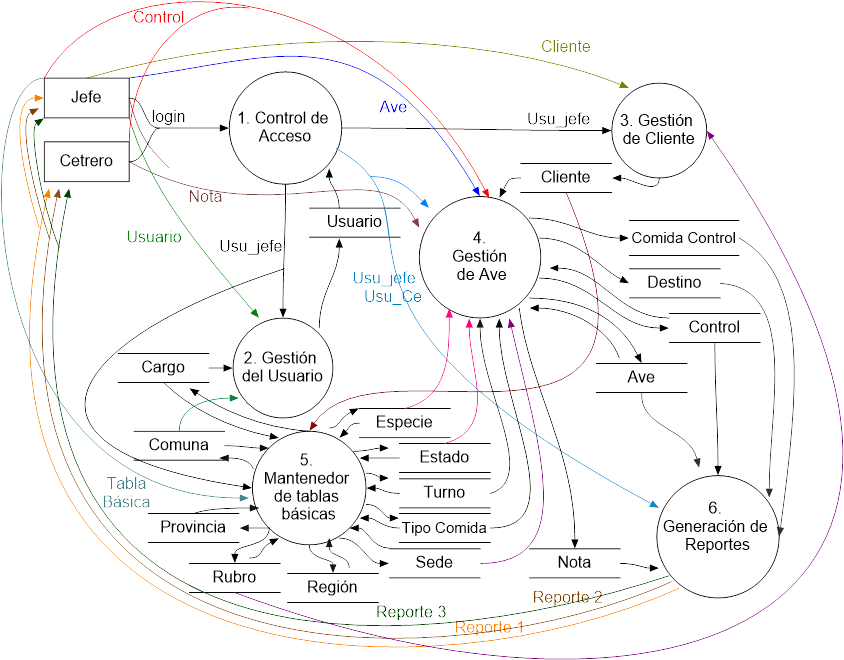 Control
Cliente
Jefe
Ave
login
1. Control de
Acceso
Usu_jefe
3. Gestión
de Cliente
Cetrero
Cliente
Nota
Usuario
Usuario
Usu_jefe
4.
Gestión
de Ave
Comida Control
Usu_jefe
Usu_Ce
Destino
Control
2. Gestión
del Usuario
Cargo
Ave
Especie
Comuna
Estado
5.
Mantenedor
de tablas
básicas
Tabla
Básica
Turno
Provincia
Tipo Comida
6.
Generación de
Reportes
Rubro
Región
Sede
Nota
Reporte 2
Reporte 3
Reporte 1